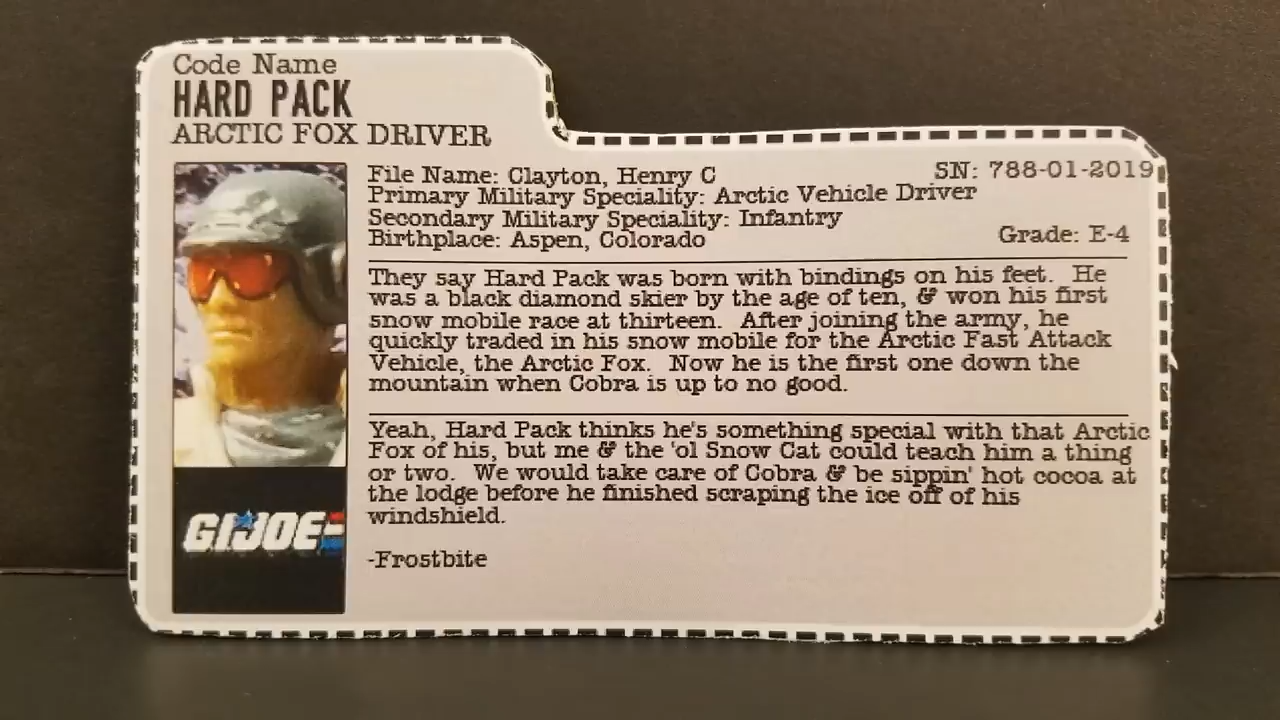 Code Name
HARD PACK
ARCTIC FOX DRIVER
File Name: Clayton, Henry C
SN: 788-01-2019
Primary Military Speciality: Arctic Vehicle Driver
Secondary Military Speciality: Infantry
Birthplace: Aspen, Colorado
Grade: E-4
They say Hard Pack was born with bindings on his feet. He
was a black diamond skier by the age of ten, & won his first
snow mobile race at thirteen. After joining the army, he
quickly traded in his snow mobile for the Arctic Fast Attack
Vehicle, the Arctic Fox. Now he is the first one down the
mountain when Cobra is up to no good.
Yeah, Hard Pack thinks he's something special with that Arctic
Fox of his, but me & the 'ol Snow Cat could teach him a thing
or two. We would take care of Cobra & be sippin' hot cocoa at
the lodge before he finished scraping the ice off of his
windshield.
-Frostbite
GI JOE